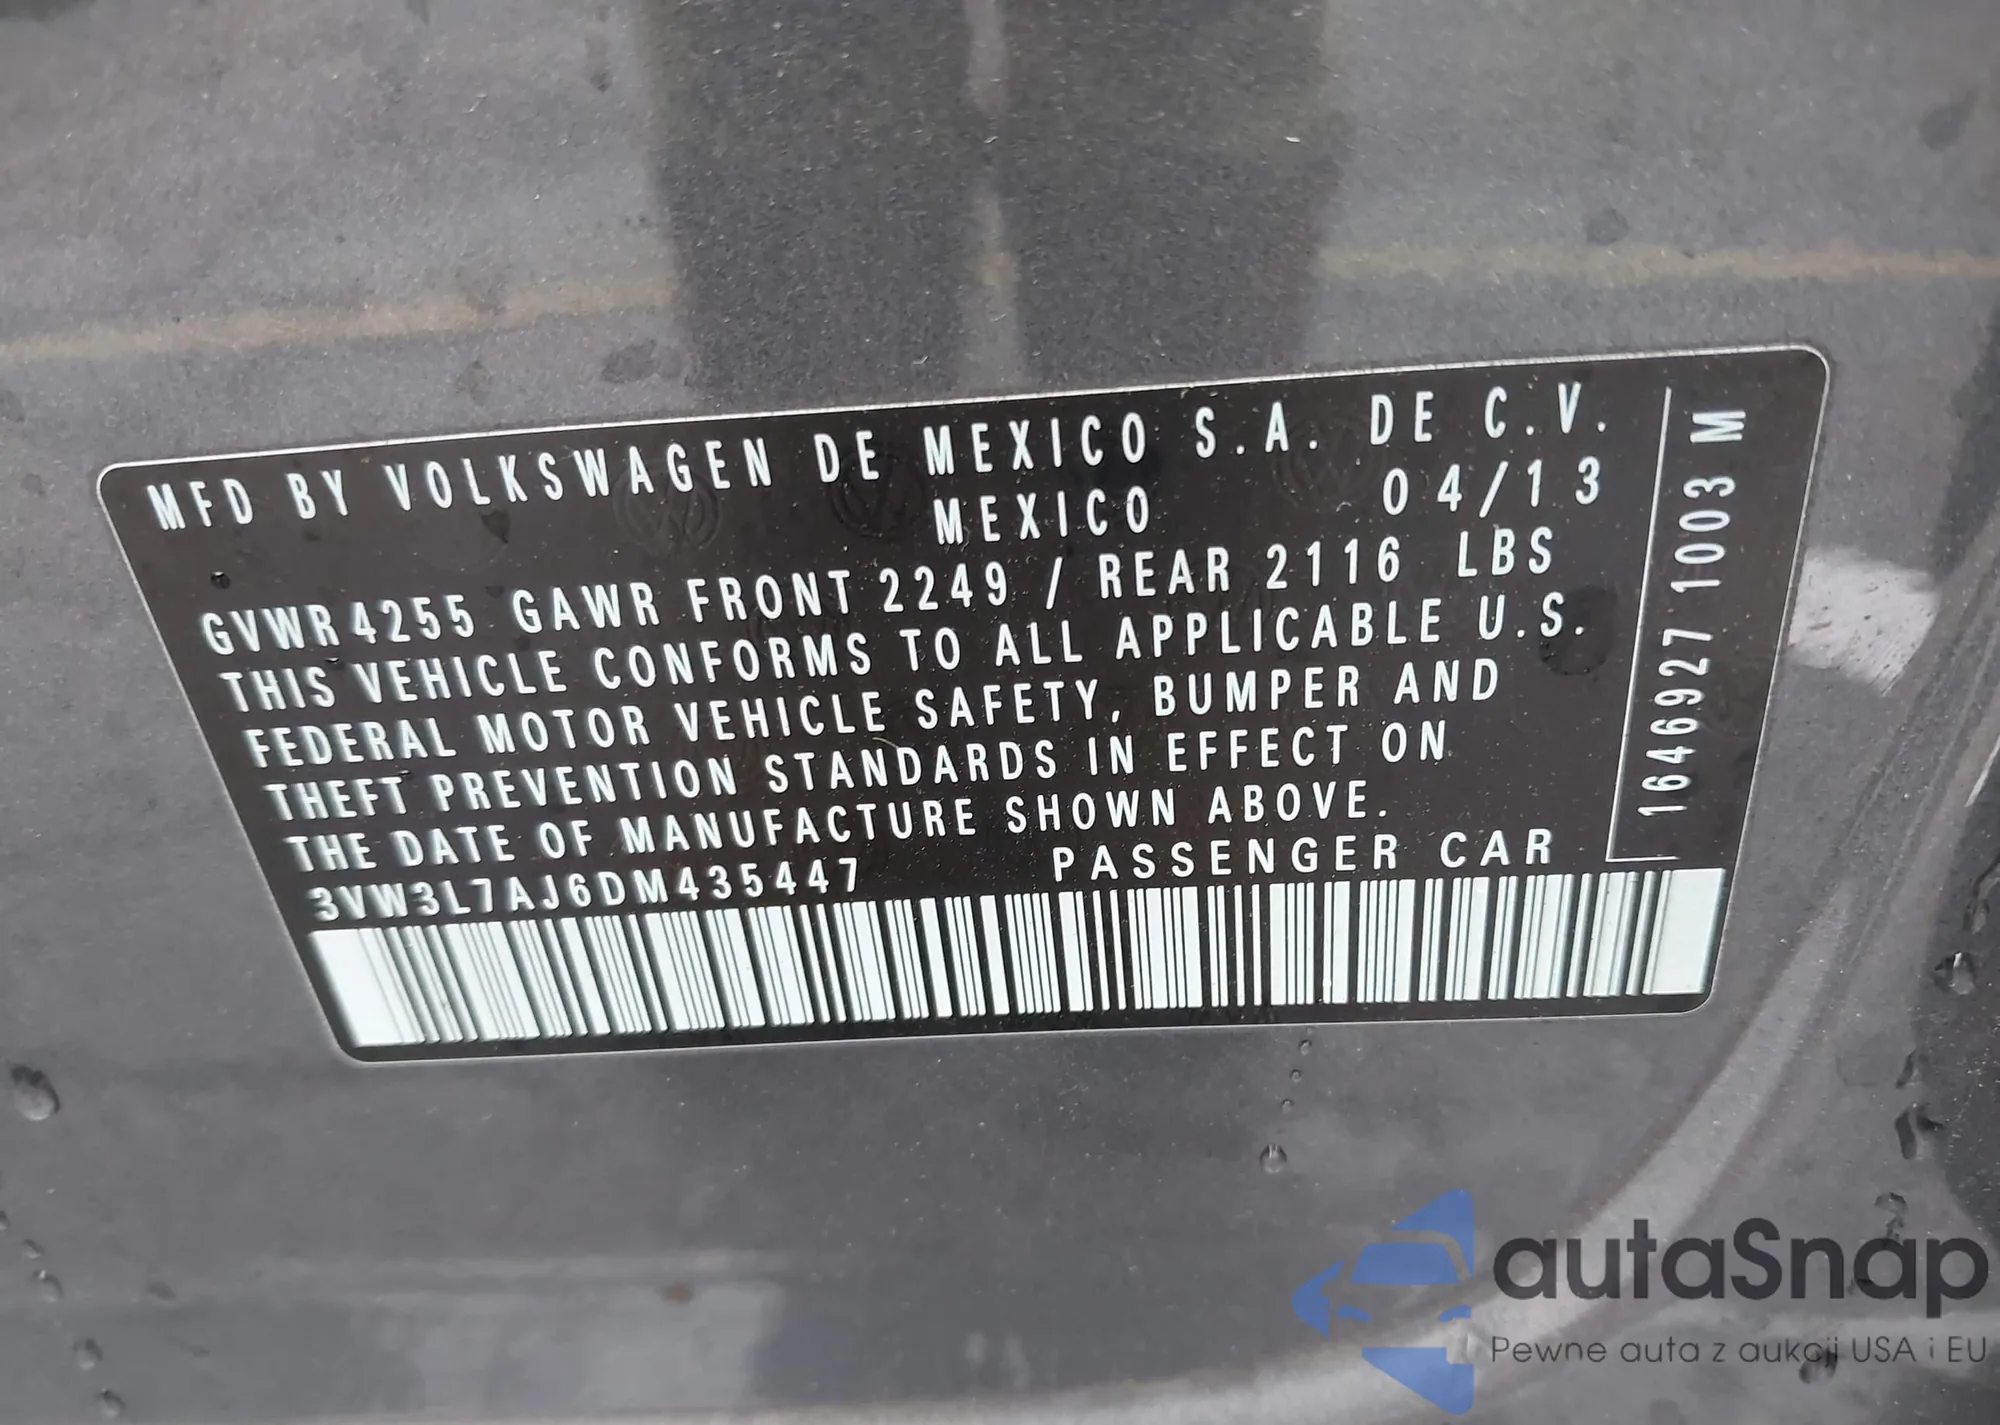 MFD BY VOLKSWAGEN DE MEXICO S.A. DE C.V.
MEXICO 04/13
GVWR 4255 GAWR FRONT 2249 / REAR 2116 LBS
THIS VEHICLE CONFORMS TO ALL APPLICABLE U.S.
FEDERAL MOTOR VEHICLE SAFETY, BUMPER AND
THEFT PREVENTION STANDARDS IN EFFECT ON
THE DATE OF MANUFACTURE SHOWN ABOVE.
3VW3L7AJ6DM435447 PASSENGER CAR
1646927 1003 M
autaSnap
Pewne auta z aukcji USA i EU